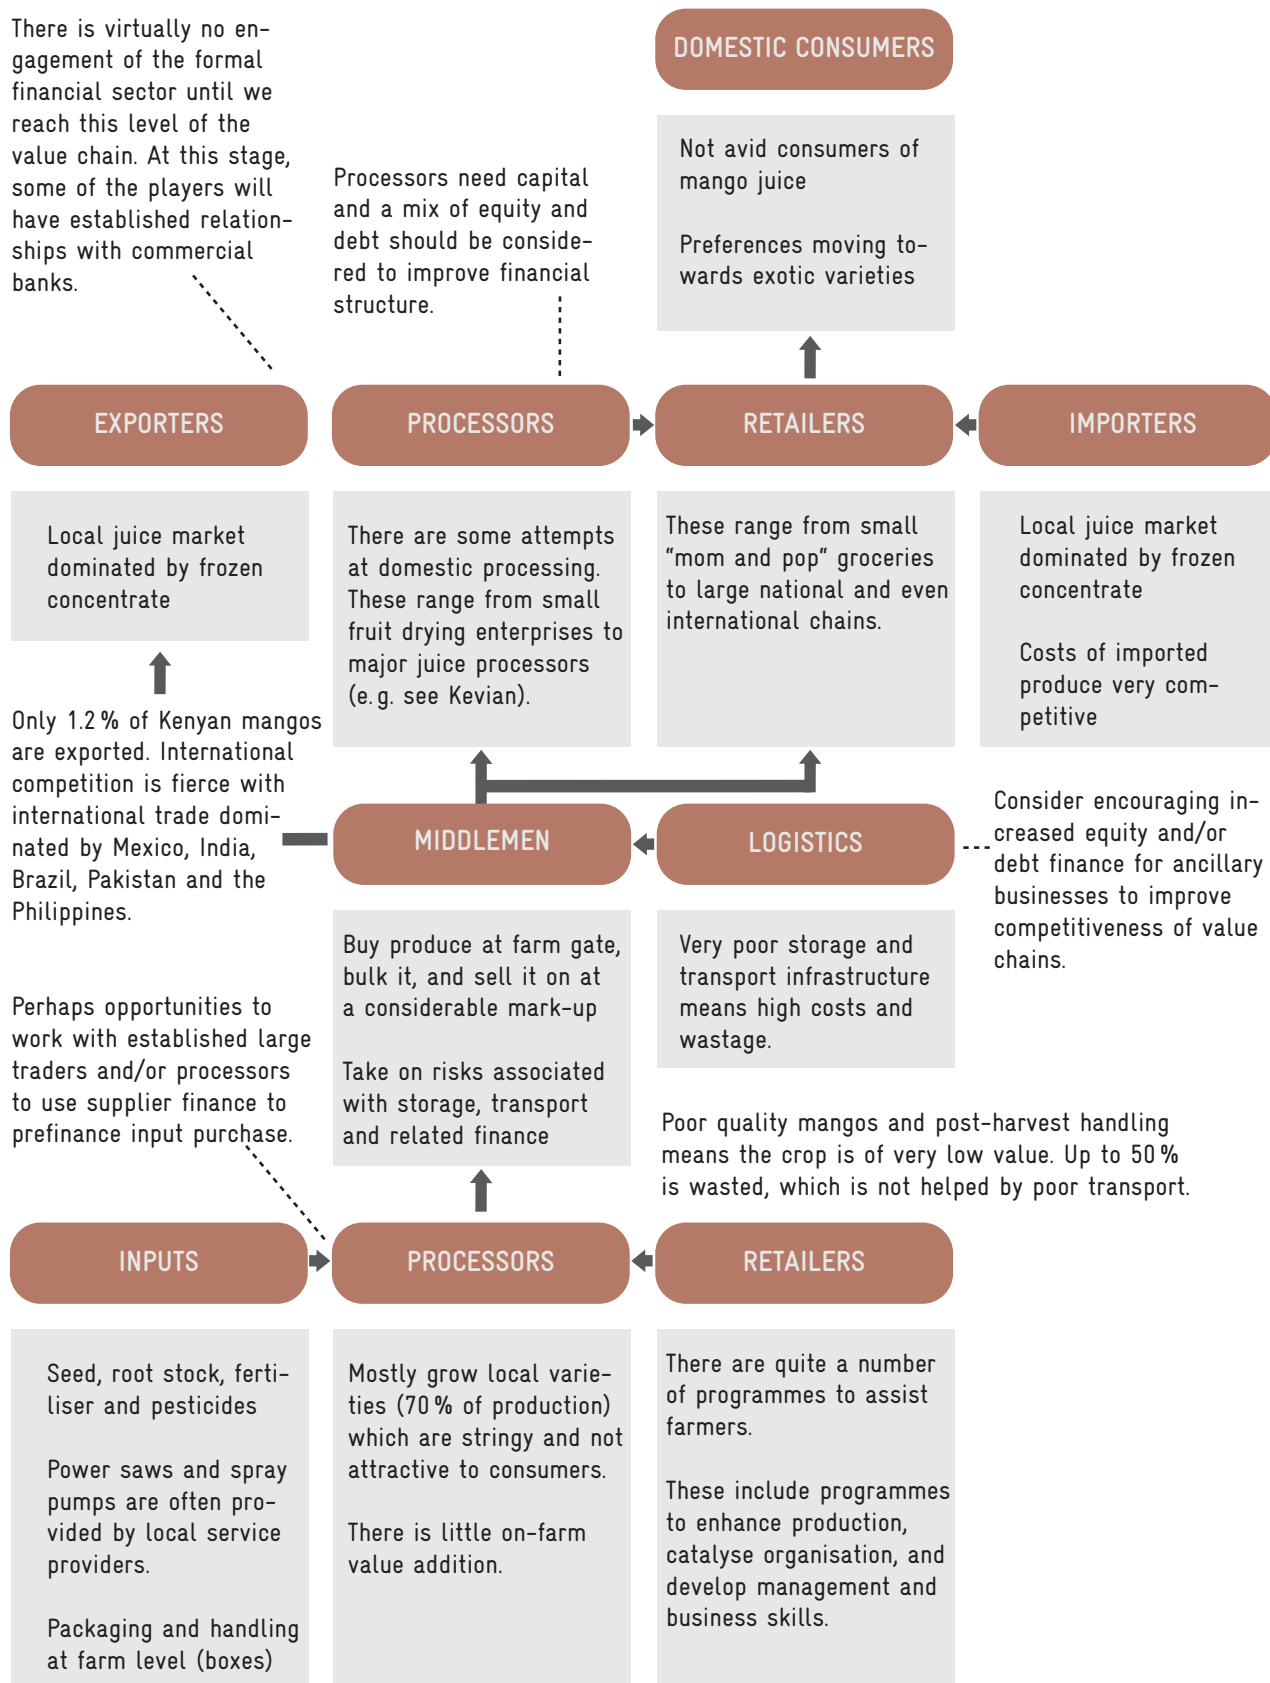 There is virtually no en-
gagement of the formal
financial sector until we
reach this level of the
value chain. At this stage,
some of the players will
have established relation-
ships with commercial
banks.
Processors need capital
and a mix of equity and
debt should be conside-
red to improve financial
structure.
DOMESTIC CONSUMERS
Not avid consumers of
mango juice
Preferences moving to-
wards exotic varieties
EXPORTERS
PROCESSORS
RETAILERS
IMPORTERS
Local juice market
dominated by frozen
concentrate
There are some attempts
at domestic processing.
These range from small
fruit drying enterprises to
major juice processors
(e. g. see Kevian).
These range from small
"mom and pop" groceries
to large national and even
international chains.
Local juice market
dominated by frozen
concentrate
Costs of imported
produce very com-
petitive
Only 1.2 % of Kenyan mangos
are exported. International
competition is fierce with
international trade domi-
nated by Mexico, India,
Brazil, Pakistan and the
Philippines.
MIDDLEMEN
LOGISTICS
Consider encouraging in-
creased equity and/or
debt finance for ancillary
businesses to improve
competitiveness of value
chains.
Buy produce at farm gate,
bulk it, and sell it on at
a considerable mark-up
Take on risks associated
with storage, transport
and related finance
Very poor storage and
transport infrastructure
means high costs and
wastage.
Perhaps opportunities to
work with established large
traders and/or processors
to use supplier finance to
prefinance input purchase.
Poor quality mangos and post-harvest handling
means the crop is of very low value. Up to 50 %
is wasted, which is not helped by poor transport.
INPUTS
PROCESSORS
RETAILERS
Seed, root stock, ferti-
liser and pesticides
Power saws and spray
pumps are often pro-
vided by local service
providers.
Packaging and handling
at farm level (boxes)
Mostly grow local varie-
ties (70 % of production)
which are stringy and not
attractive to consumers.
There is little on-farm
value addition.
There are quite a number
of programmes to assist
farmers.
These include programmes
to enhance production,
catalyse organisation, and
develop management and
business skills.